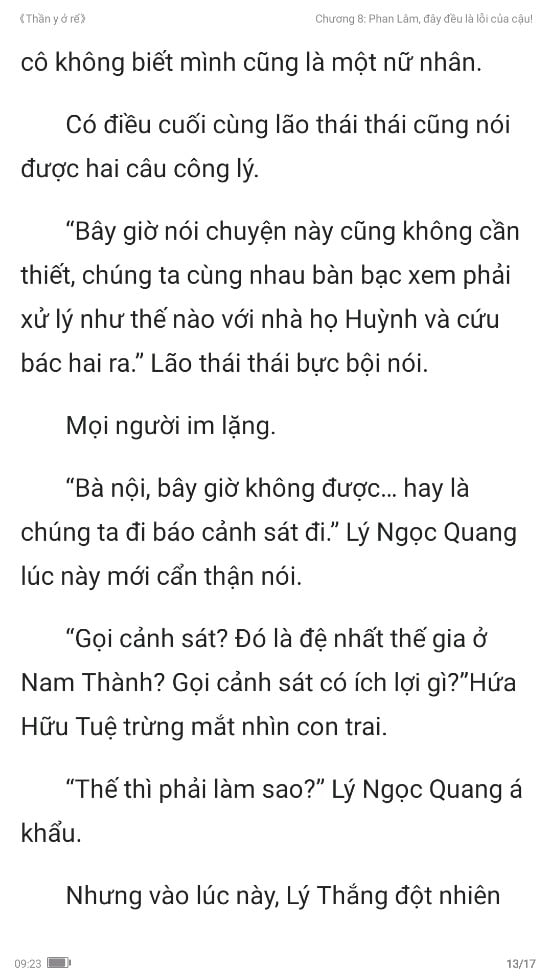 《Thần y ở rể》
Chương 8: Phan Lâm, đây đều là lỗi của cậu!
cô không biết mình cũng là một nữ nhân.
Có điều cuối cùng lão thái thái cũng nói
được hai câu công lý.
“Bây giờ nói chuyện này cũng không cần
thiết, chúng ta cùng nhau bàn bạc xem phải
xử lý như thế nào với nhà họ Huỳnh và cứu
bác hai ra.” Lão thái thái bực bội nói.
Mọi người im lặng.
“Bà nội, bây giờ không được... hay là
chúng ta đi báo cảnh sát đi.” Lý Ngọc Quang
lúc này mới cẩn thận nói.
“Gọi cảnh sát? Đó là đệ nhất thế gia ở
Nam Thành? Gọi cảnh sát có ích lợi gì?”Hứa
Hữu Tuệ trừng mắt nhìn con trai.
“Thế thì phải làm sao?” Lý Ngọc Quang á
khẩu.
Nhưng vào lúc này, Lý Thắng đột nhiên
09:23
13/17